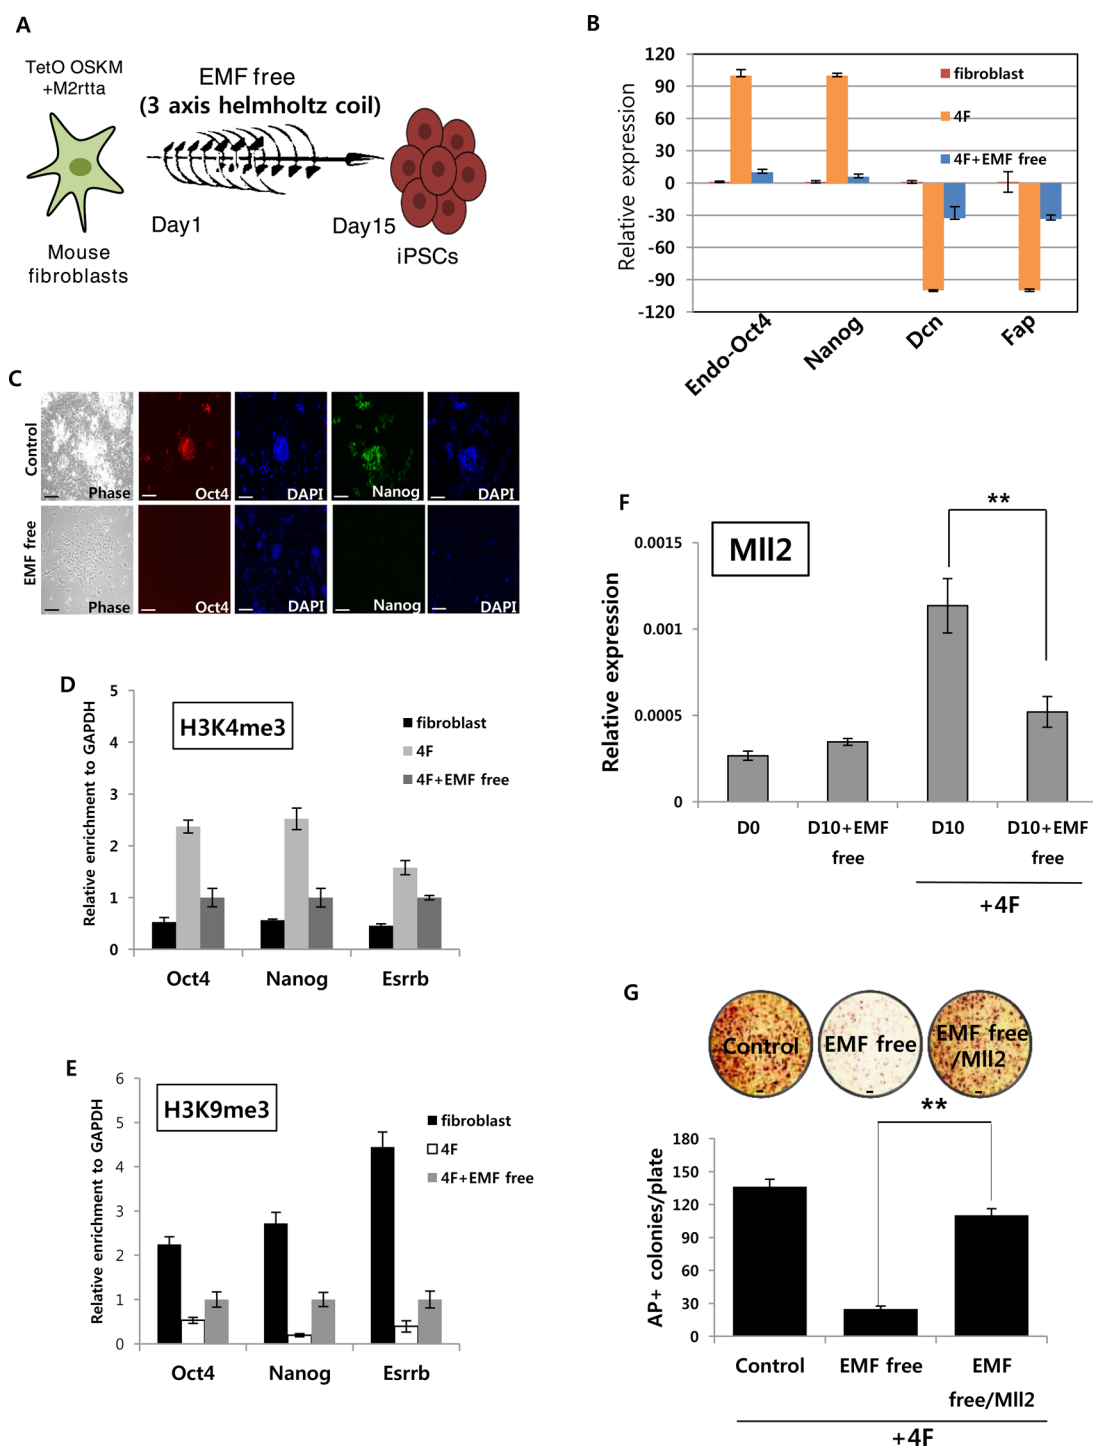 A
TetO OSKM
+M2rtta
EMF free
(3 axis helmholtz coil)
Day1
Day15
Mouse
fibroblasts
iPSCs
B
Relative expression
120
90
60
30
0
-30
-60
-90
-120
fibroblast
4F
4F+EMF free
Endo-Oct4
Nanog
Dcn
Fap
C
Control
Phase
Oct4
DAPI
Nanog
DAPI
EMF free
Phase
Oct4
DAPI
Nanog
DAPI
D
Relative enrichment to GAPDH
5
4
3
2
1
0
H3K4me3
fibroblast
4F
4F+EMF free
Oct4
Nanog
Esrrb
E
Relative enrichment to GAPDH
6
5
4
3
2
1
0
H3K9me3
fibroblast
4F
4F+EMF free
Oct4
Nanog
Esrrb
F
Relative expression
0.0015
0.001
0.0005
0
Mll2
**
D0
D10+EMF
free
D10
D10+EMF
free
+4F
G
Control
EMF free
EMF free
/Mll2
**
AP+ colonies/plate
180
150
120
90
60
30
0
Control
EMF free
EMF
free/Mll2
+4F